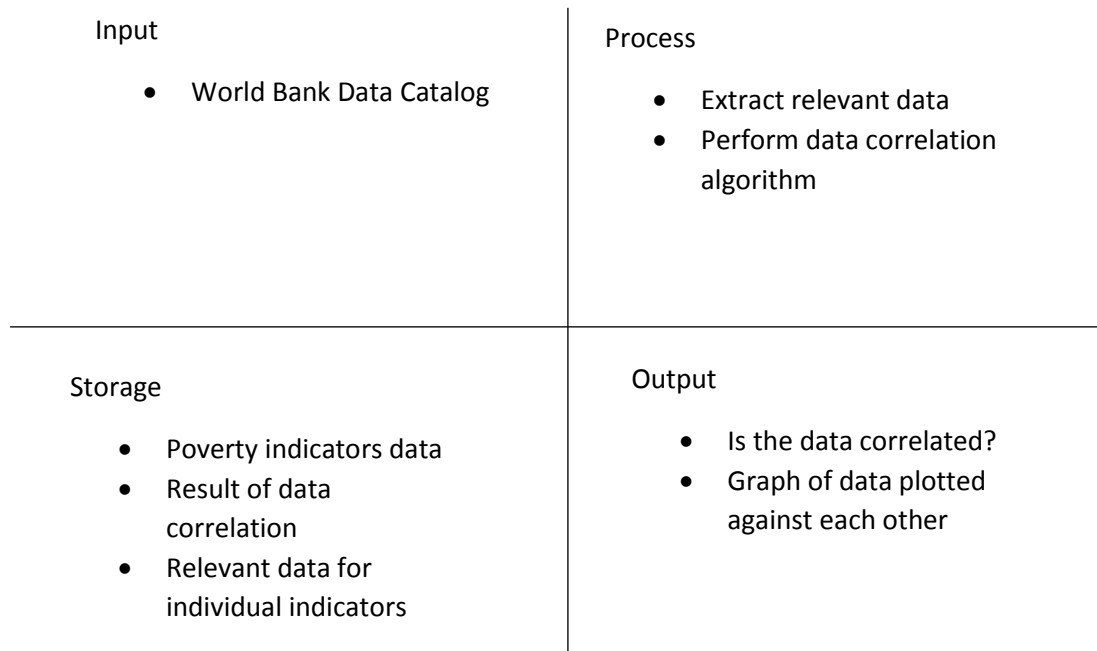 Input
• World Bank Data Catalog
Process
• Extract relevant data
• Perform data correlation
algorithm
Storage
• Poverty indicators data
• Result of data
correlation
• Relevant data for
individual indicators
Output
• Is the data correlated?
• Graph of data plotted
against each other